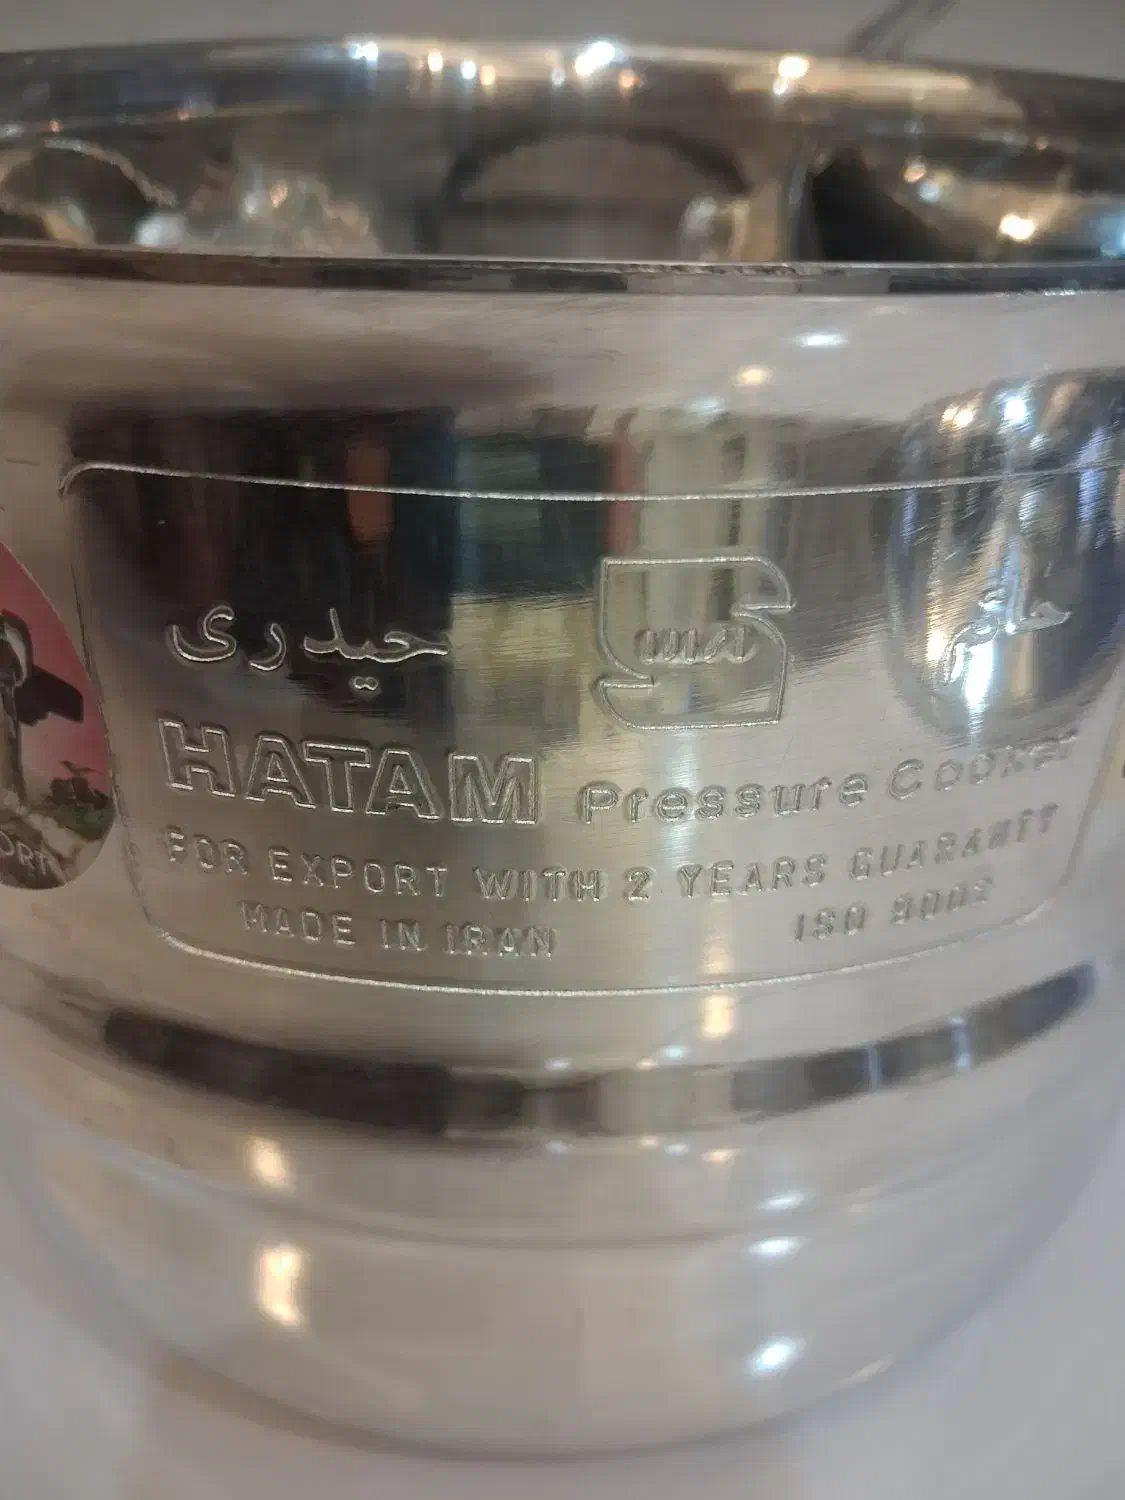 حاتم حیدری
HATAM Pressure Cooker
FOR EXPORT WITH 2 YEARS GUARANTY
MADE IN IRAN ISO 9002